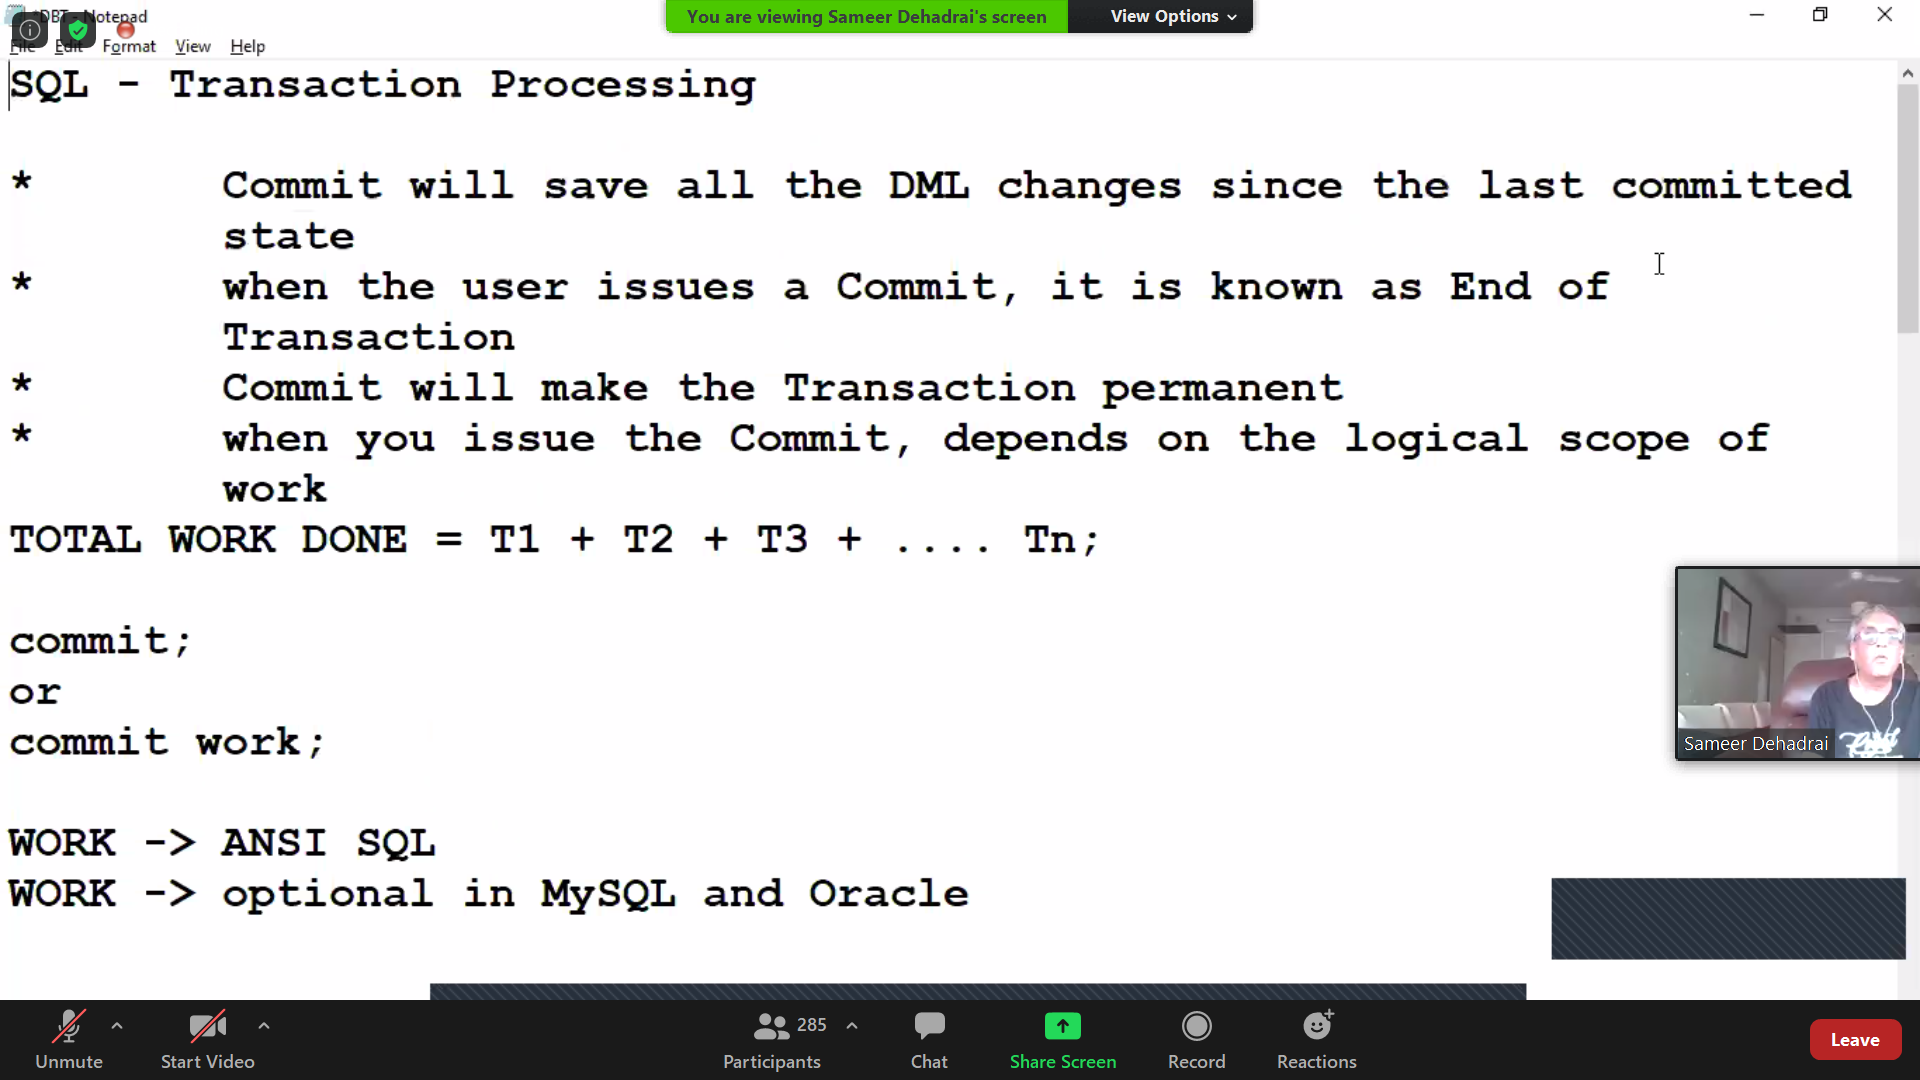 *DBT - Notepad
You are viewing Sameer Dehadrai's screen View Options
File Edit Format View Help
SQL - Transaction Processing
* Commit will save all the DML changes since the last committed
state
* when the user issues a Commit, it is known as End of
Transaction
* Commit will make the Transaction permanent
* when you issue the Commit, depends on the logical scope of
work
TOTAL WORK DONE = T1 + T2 + T3 + .... Tn;
commit;
or
commit work;
Sameer Dehadrai
WORK -> ANSI SQL
WORK -> optional in MySQL and Oracle
285
Unmute Start Video Participants Chat Share Screen Record Reactions Leave